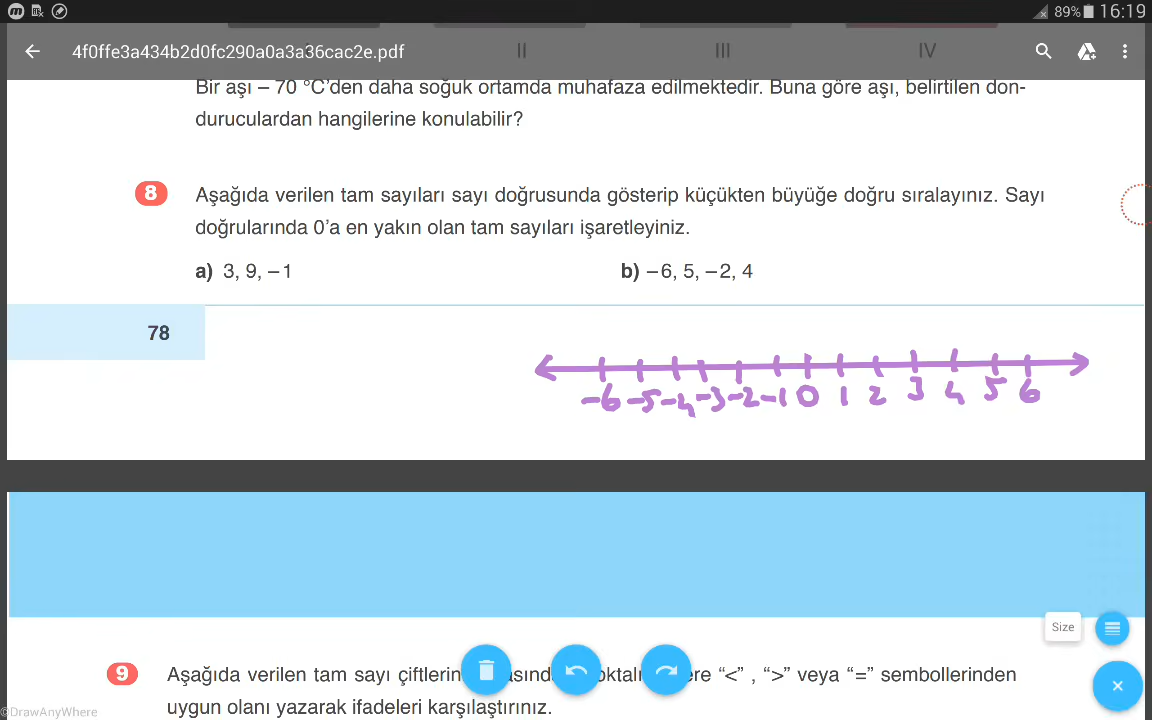 89% 16:19
4f0ffe3a434b2d0fc290a0a3a36cac2e.pdf
II III IV
Bir aşı – 70 °C'den daha soğuk ortamda muhafaza edilmektedir. Buna göre aşı, belirtilen don-
duruculardan hangilerine konulabilir?
8 Aşağıda verilen tam sayıları sayı doğrusunda gösterip küçükten büyüğe doğru sıralayınız. Sayı
doğrularında 0'a en yakın olan tam sayıları işaretleyiniz.
a) 3, 9, –1 b) –6, 5, –2, 4
78
-6 -5 -4 -3 -2 -1 0 1 2 3 4 5 6
Size
9 Aşağıda verilen tam sayı çiftlerin “<” , “>” veya “=” sembollerinden
uygun olanı yazarak ifadeleri karşılaştırınız.
©DrawAnyWhere